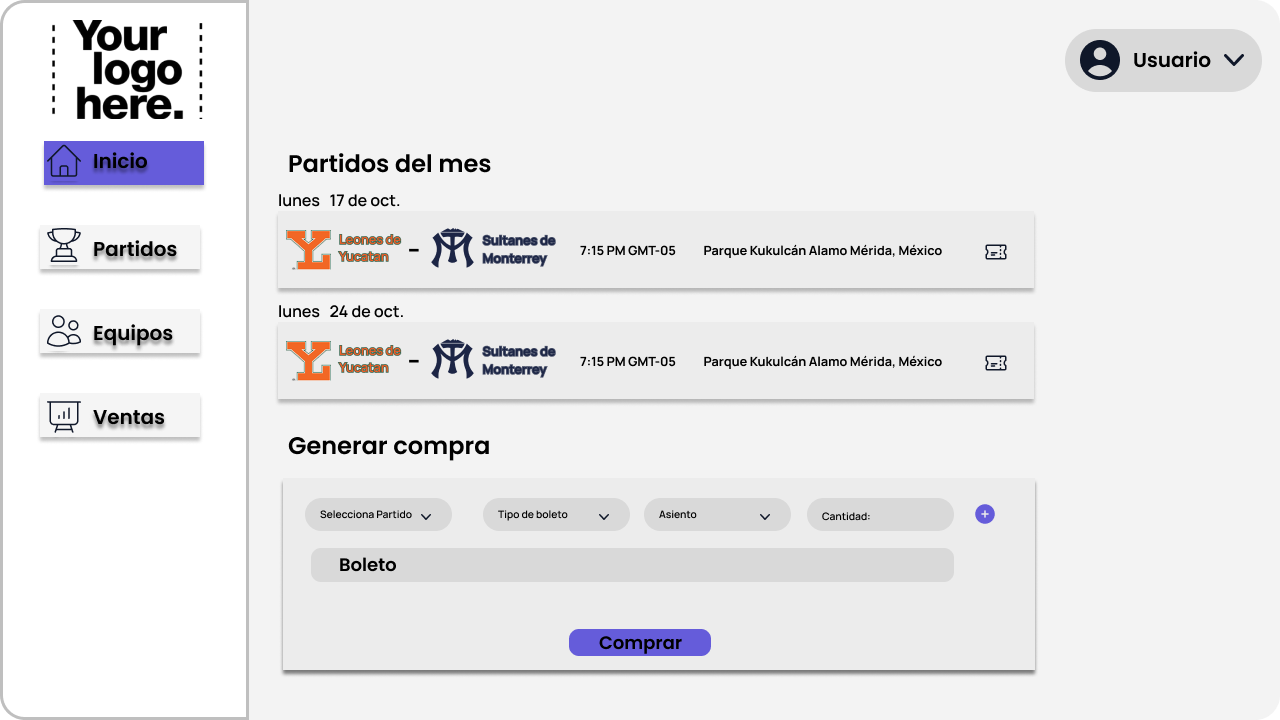 Your
logo
here.
Usuario
Inicio
Partidos
Equipos
Ventas
Partidos del mes
lunes 17 de oct.
Leones de
Yucatan
-
Sultanes de
Monterrey
7:15 PM GMT-05
Parque Kukulcán Alamo Mérida, México
lunes 24 de oct.
Leones de
Yucatan
-
Sultanes de
Monterrey
7:15 PM GMT-05
Parque Kukulcán Alamo Mérida, México
Generar compra
Selecciona Partido
Tipo de boleto
Asiento
Cantidad:
+
Boleto
Comprar